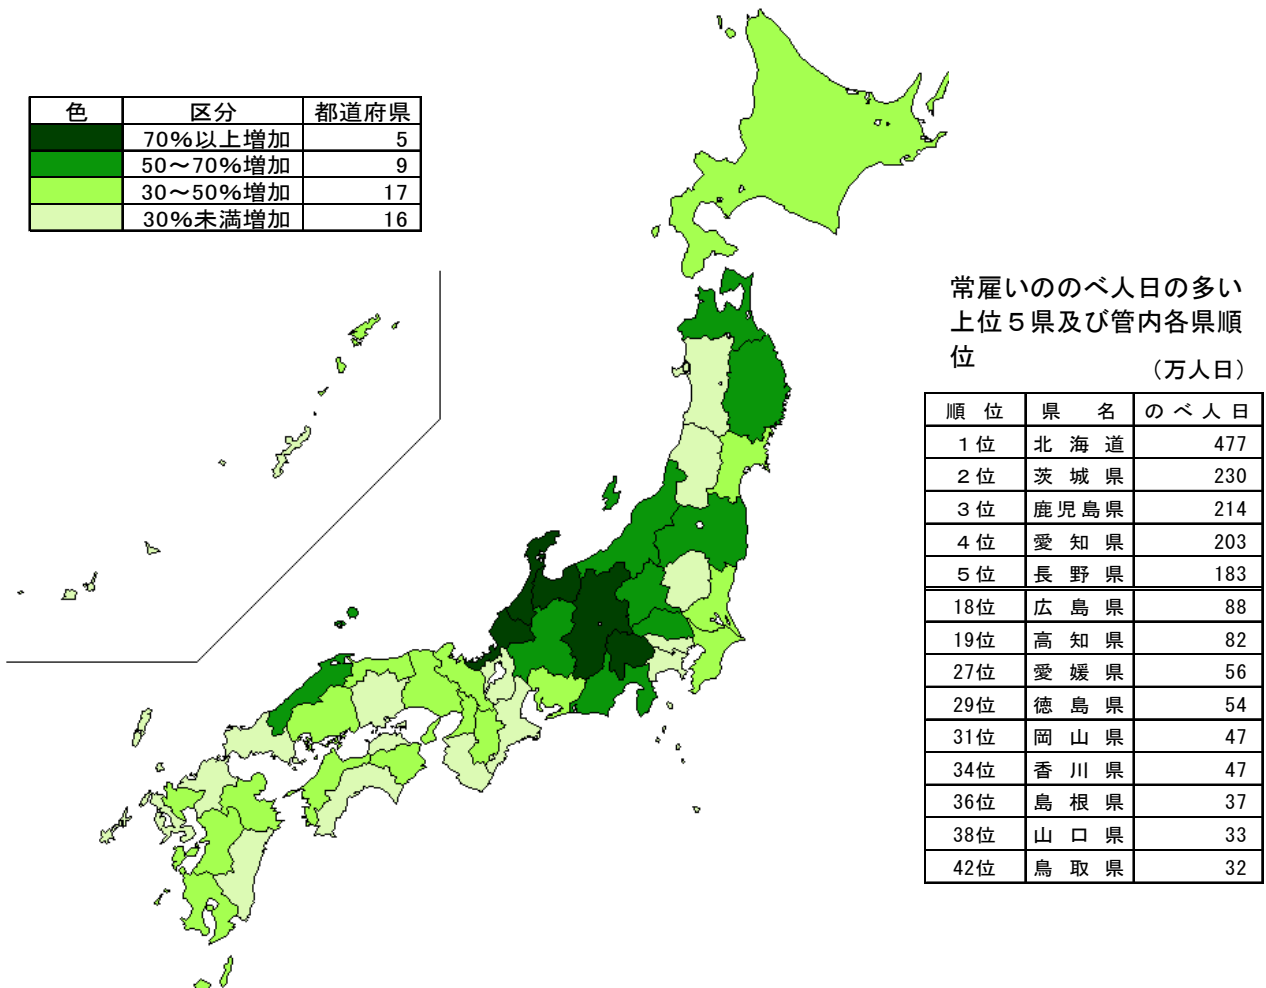 色 区分 都道府県
70%以上増加 5
50～70%増加 9
30～50%増加 17
30%未満増加 16
常雇いののべ人日の多い
上位５県及び管内各県順
位
（万人日）
順位 県名 のべ人日
1位 北海道 477
2位 茨城県 230
3位 鹿児島県 214
4位 愛知県 203
5位 長野県 183
18位 広島県 88
19位 高知県 82
27位 愛媛県 56
29位 徳島県 54
31位 岡山県 47
34位 香川県 47
36位 島根県 37
38位 山口県 33
42位 鳥取県 32